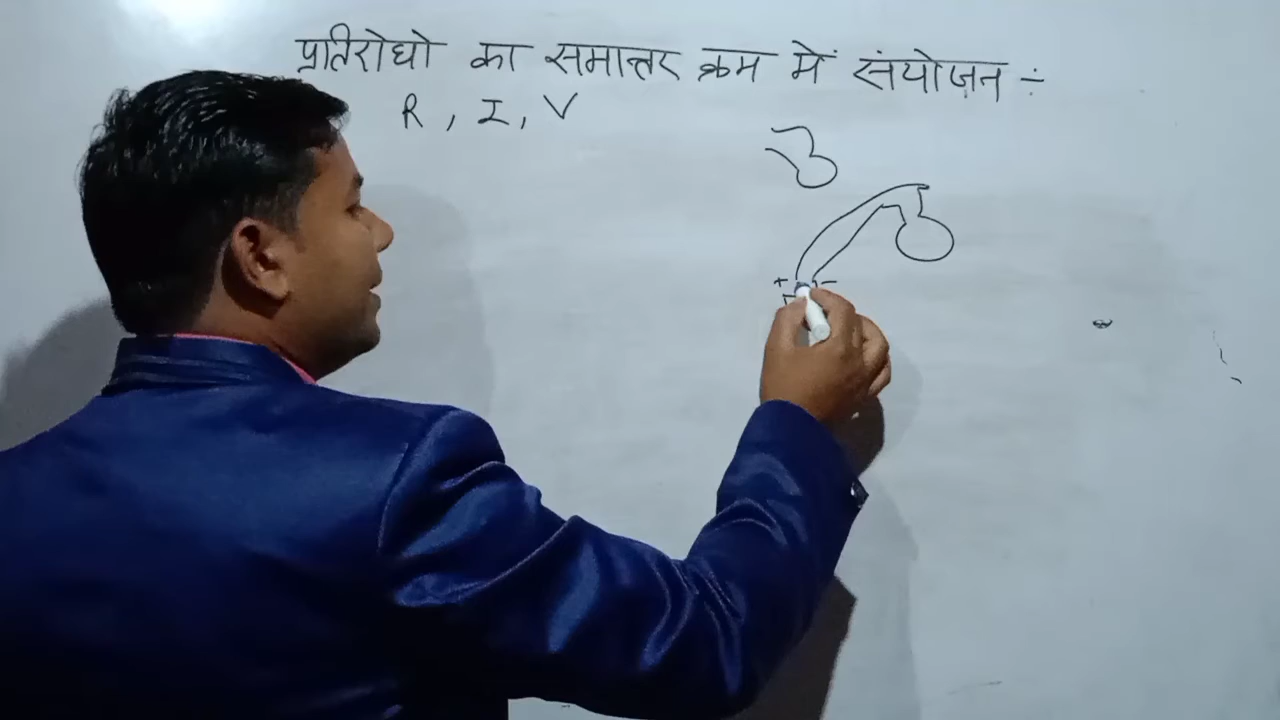 प्रतिरोघो का समान्तर क्रम में संयोजन ÷
R, I, V
+ -